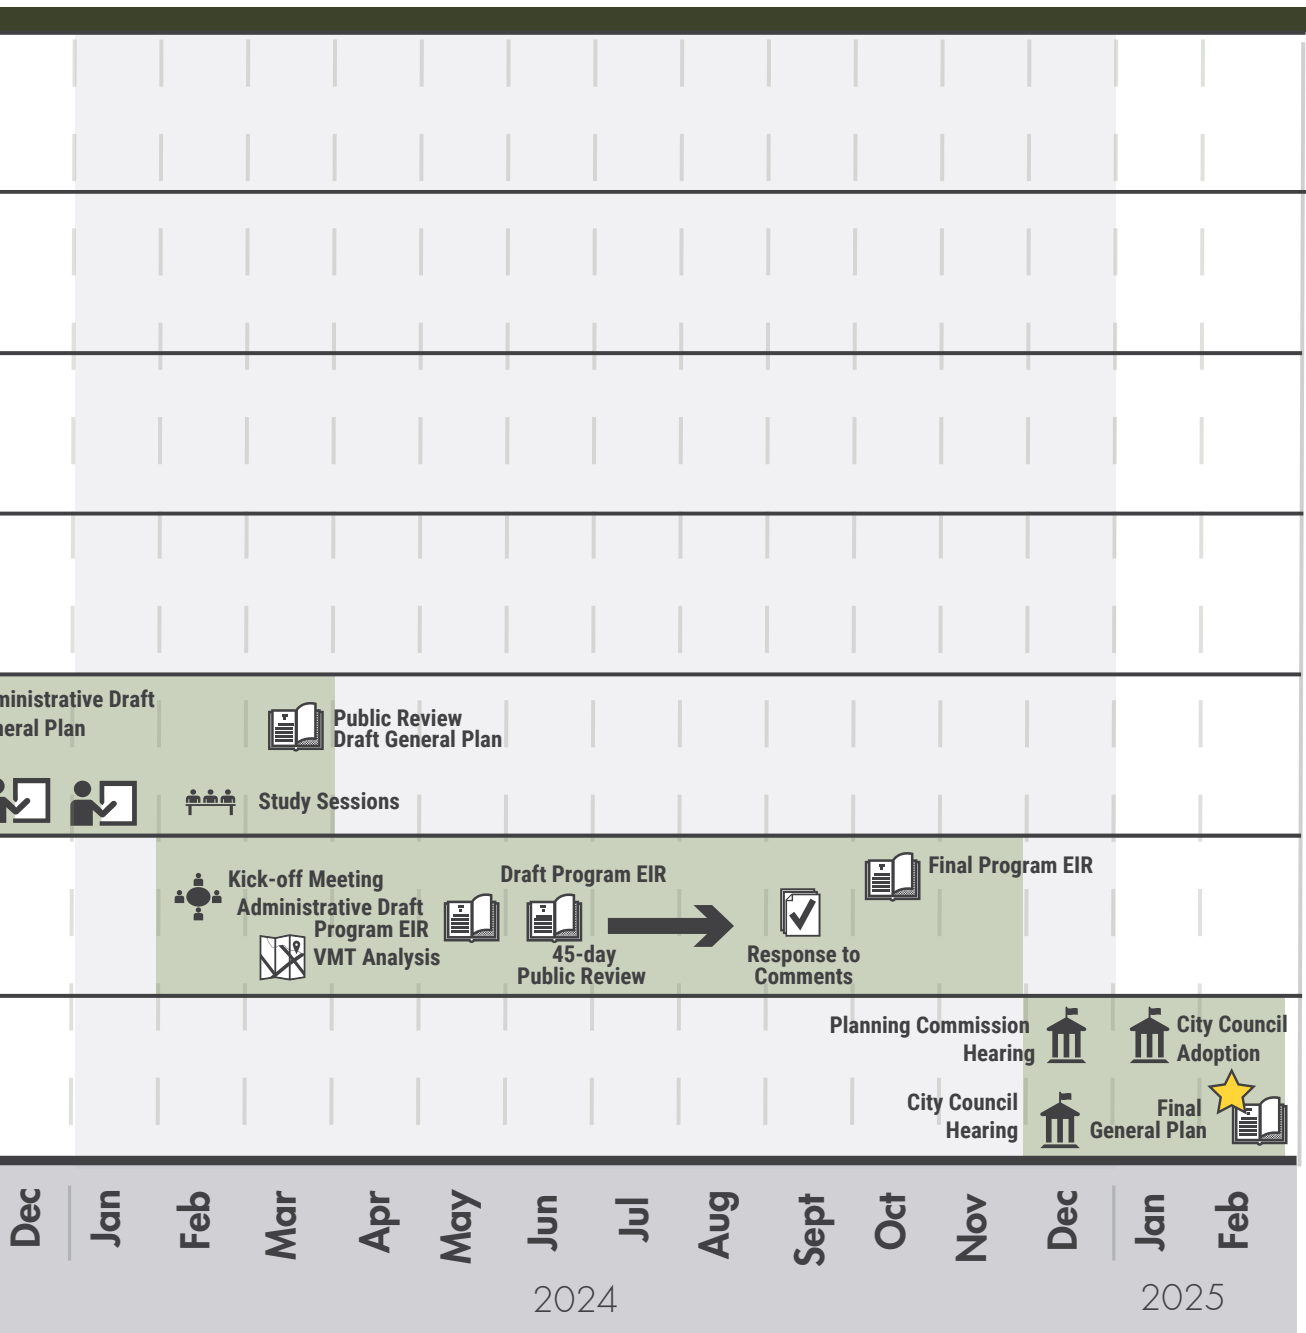 ministrative Draft
neral Plan
Public Review
Draft General Plan
Study Sessions
Kick-off Meeting
Administrative Draft
Program EIR
VMT Analysis
Draft Program EIR
45-day
Public Review
Response to
Comments
Final Program EIR
Planning Commission
Hearing
City Council
Adoption
City Council
Hearing
Final
General Plan
Dec
Jan
Feb
Mar
Apr
May
Jun
Jul
Aug
Sept
Oct
Nov
Dec
Jan
Feb
2024
2025